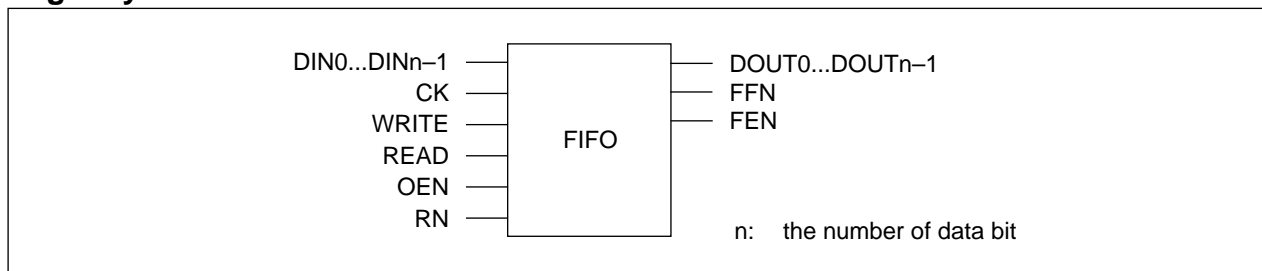 DIN0...DINn–1
CK
WRITE
READ
OEN
RN
FIFO
DOUT0...DOUTn–1
FFN
FEN
n: the number of data bit